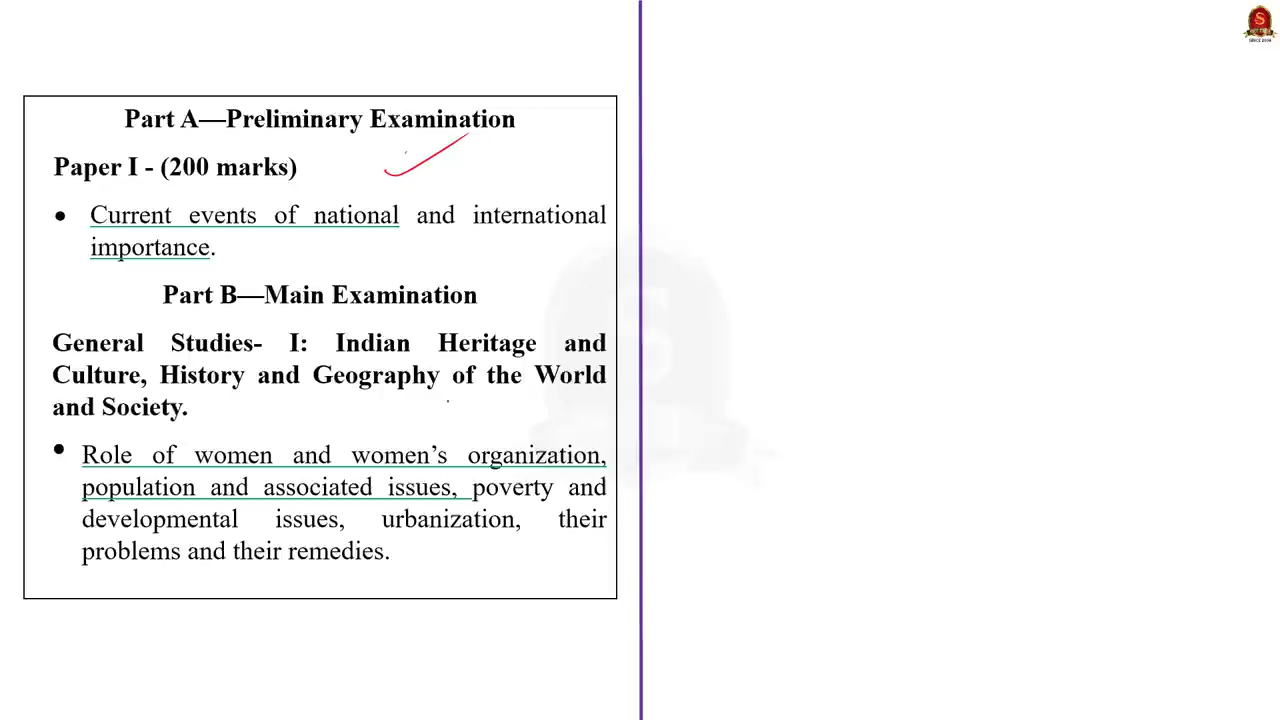 Part A—Preliminary Examination
Paper I - (200 marks)
• Current events of national and international
importance.
Part B—Main Examination
General Studies- I: Indian Heritage and
Culture, History and Geography of the World
and Society.
• Role of women and women’s organization,
population and associated issues, poverty and
developmental issues, urbanization, their
problems and their remedies.
S
SINCE 2004
S